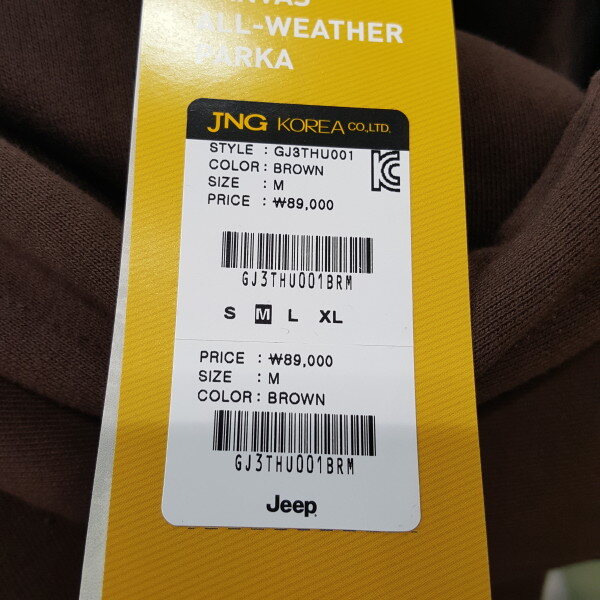 ALL-WEATHER
PARKA
JNG KOREA CO.,LTD.
STYLE : GJ3THU001
COLOR : BROWN
SIZE : M
PRICE : ₩89,000
GJ3THU001BRM
S M L XL
PRICE : ₩89,000
SIZE : M
COLOR : BROWN
GJ3THU001BRM
Jeep